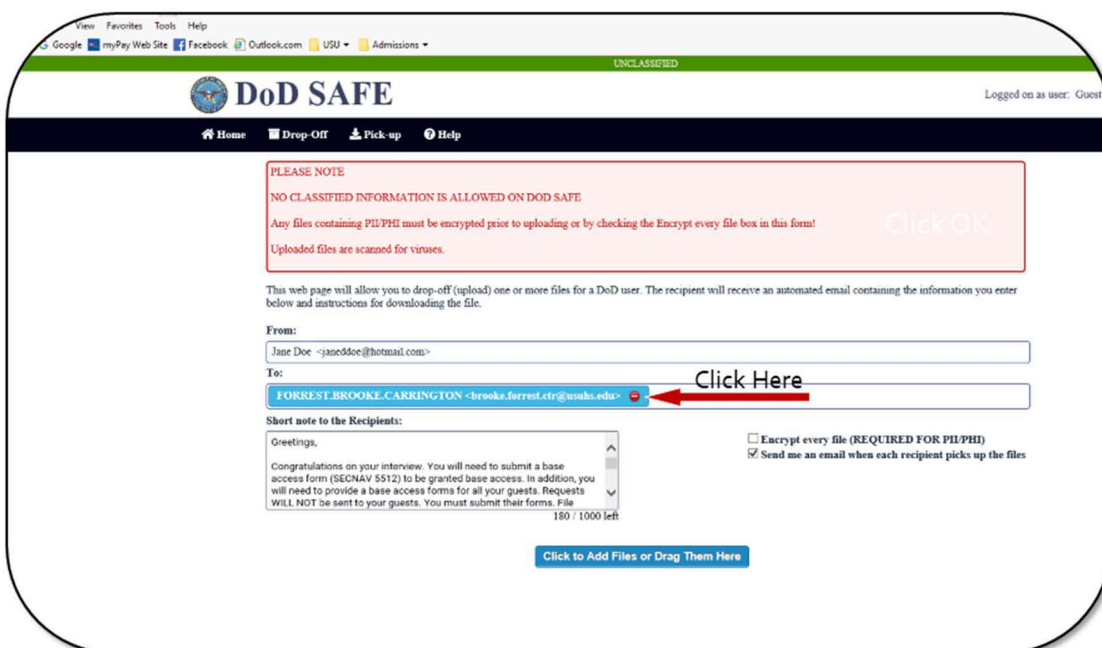 View Favorites Tools Help
Google myPay Web Site Facebook Outlook.com USU Admissions
UNCLASSIFIED
DoD SAFE
Logged on as user: Guest
Home Drop-Off Pick-up Help
PLEASE NOTE
NO CLASSIFIED INFORMATION IS ALLOWED ON DOD SAFE
Any files containing PII/PHI must be encrypted prior to uploading or by checking the Encrypt every file box in this form!
Click OK
Uploaded files are scanned for viruses.
This web page will allow you to drop-off (upload) one or more files for a DoD user. The recipient will receive an automated email containing the information you enter
below and instructions for downloading the file.
From:
Jane Doe <janeddoe@hotmail.com>
To:
FORREST.BROOKE.CARRINGTON <brooke.forrest.ctr@usuhs.edu>
Click Here
Short note to the Recipients:
Greetings,
Congratulations on your interview. You will need to submit a base
access form (SECNAV 5512) to be granted base access. In addition, you
will need to provide a base access forms for all your guests. Requests
WILL NOT be sent to your guests. You must submit their forms. File
180 / 1000 left
Encrypt every file (REQUIRED FOR PII/PHI)
Send me an email when each recipient picks up the files
Click to Add Files or Drag Them Here